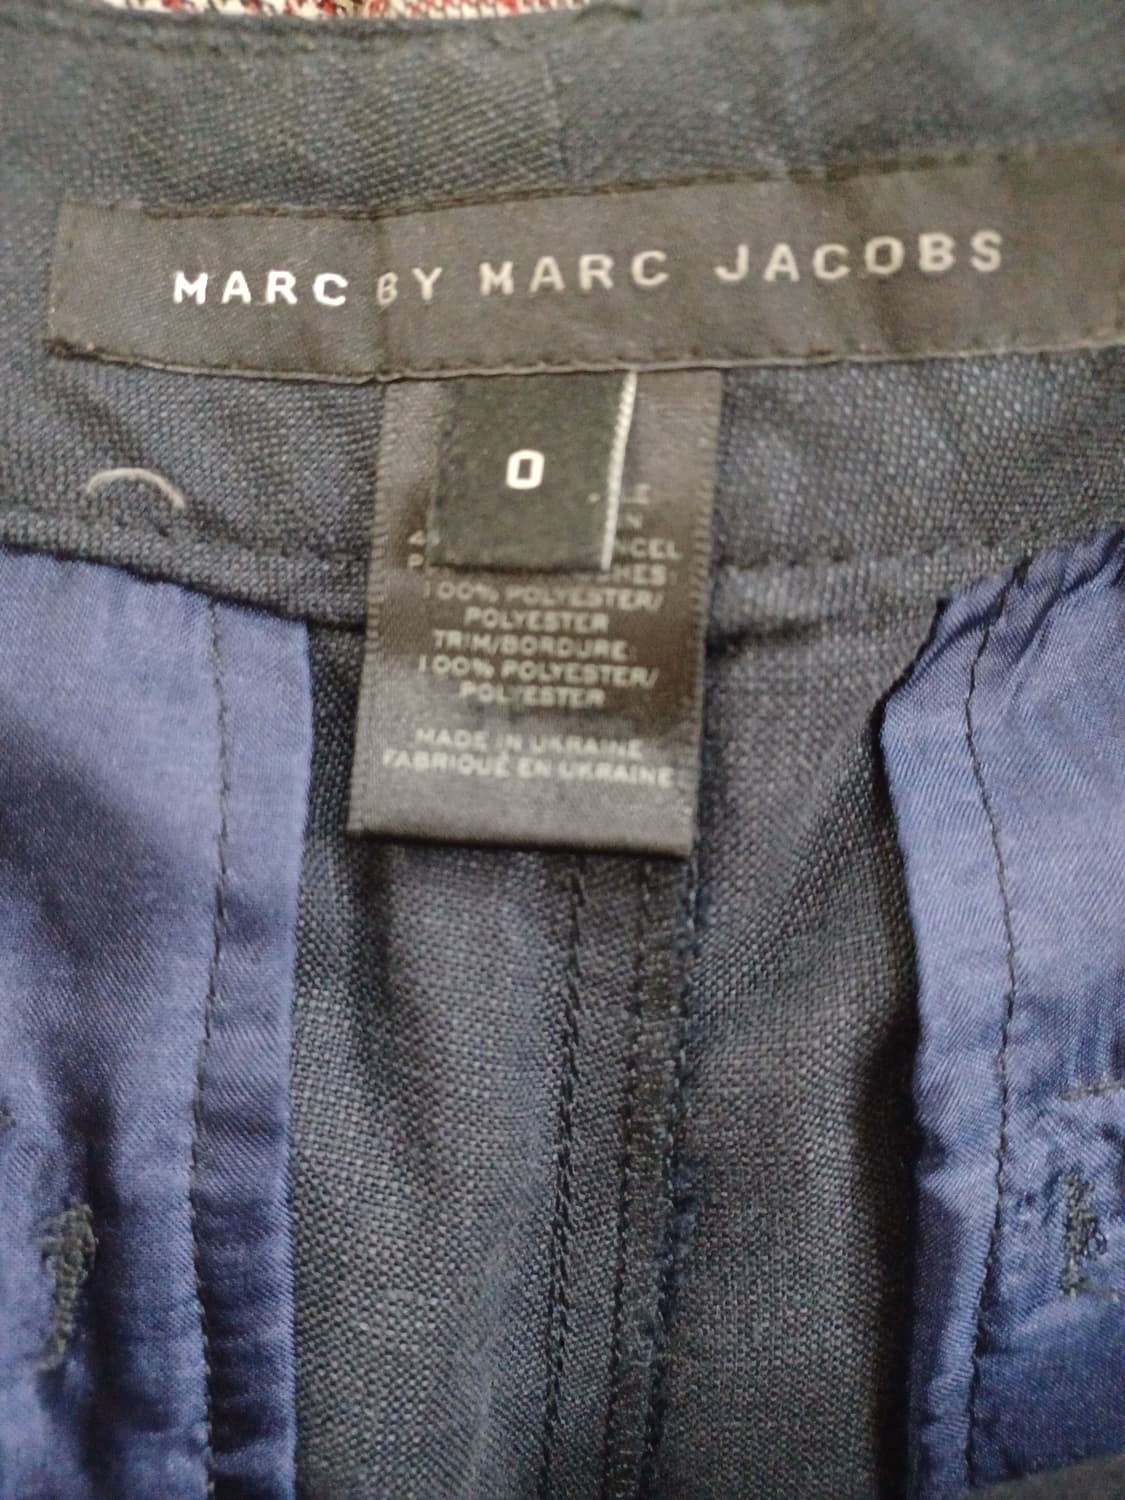 MARC BY MARC JACOBS
0
100% POLYESTER/
POLYESTER
TRIM/BORDURE:
100% POLYESTER/
POLYESTER
MADE IN UKRAINE
FABRIQUÉ EN UKRAINE